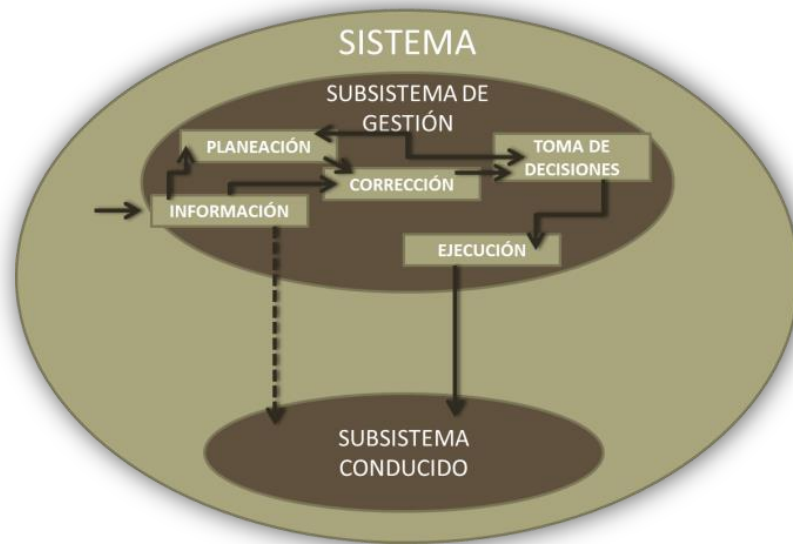 SISTEMA
SUBSISTEMA DE
GESTIÓN
PLANEACIÓN
TOMA DE
DECISIONES
CORRECCIÓN
INFORMACIÓN
EJECUCIÓN
SUBSISTEMA
CONDUCIDO